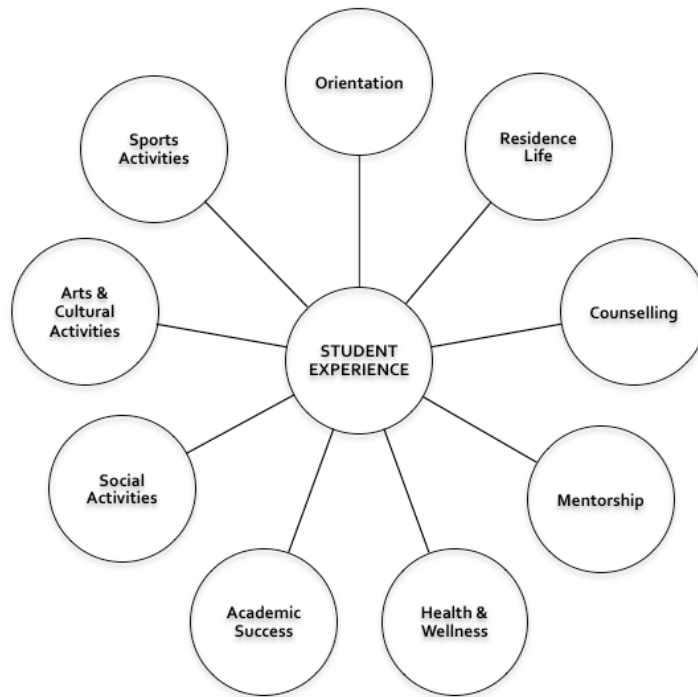 Orientation
Residence
Life
Counselling
Mentorship
Health &
Wellness
Academic
Success
Social
Activities
Arts &
Cultural
Activities
Sports
Activities
STUDENT
EXPERIENCE